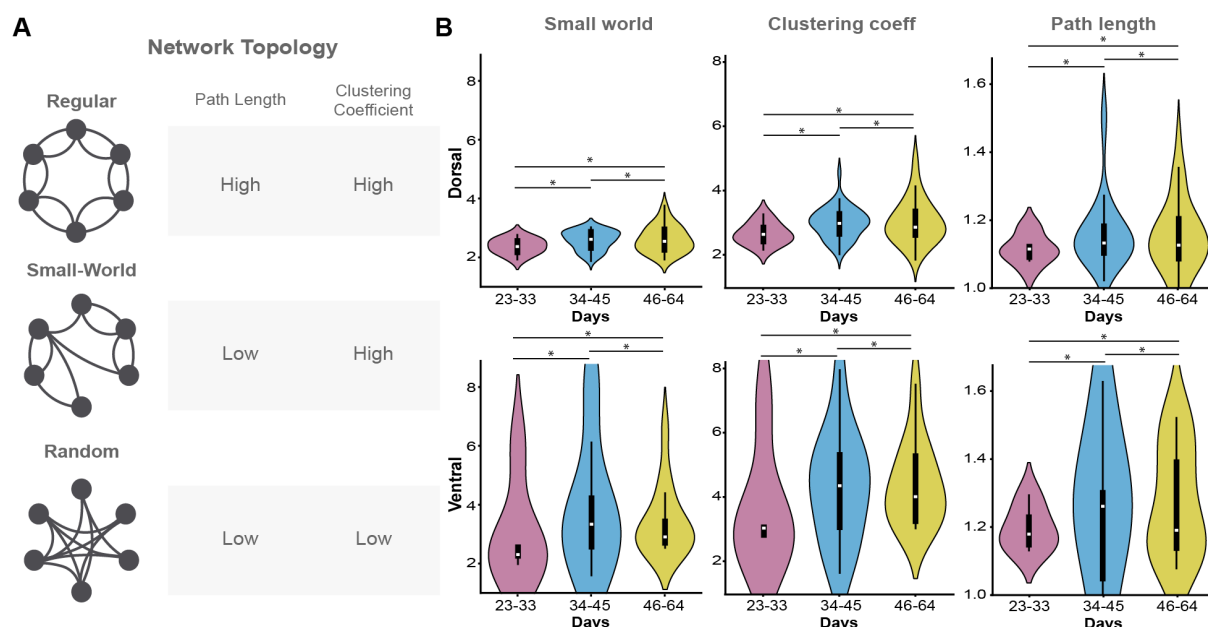 A
Network Topology
Path Length
Clustering
Coefficient
Regular
High
High
Small-World
Low
High
Random
Low
Low
B
Small world
Clustering coeff
Path length
Dorsal
8
6
4
2
*
*
*
23-33
34-45
46-64
Days
8
6
4
2
*
*
*
23-33
34-45
46-64
Days
1.6
1.4
1.2
1.0
*
*
*
23-33
34-45
46-64
Days
Ventral
8
6
4
2
*
*
*
23-33
34-45
46-64
Days
8
6
4
2
*
*
*
23-33
34-45
46-64
Days
1.6
1.4
1.2
1.0
*
*
*
23-33
34-45
46-64
Days